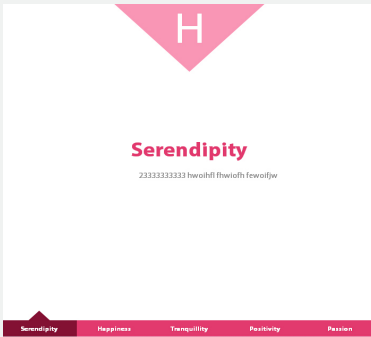 H
Serendipity
23333333333 hwoihfl fhwiofh fewoifjw
Serendipity Happiness Tranquillity Positivity Passion